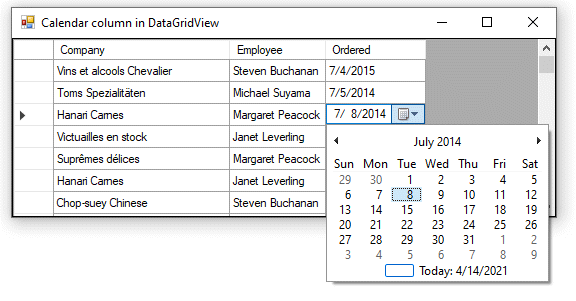 Calendar column in DataGridView
Company Employee Ordered
Vins et alcools Chevalier Steven Buchanan 7/4/2015
Toms Spezialitäten Michael Suyama 7/5/2014
Hanari Carnes Margaret Peacock 7/ 8/2014
Victuailles en stock Janet Leverling
Suprêmes délices Margaret Peacock
Hanari Carnes Janet Leverling
Chop-suey Chinese Steven Buchanan
July 2014
Sun Mon Tue Wed Thu Fri Sat
29 30 1 2 3 4 5
6 7 8 9 10 11 12
13 14 15 16 17 18 19
20 21 22 23 24 25 26
27 28 29 30 31 1 2
3 4 5 6 7 8 9
Today: 4/14/2021